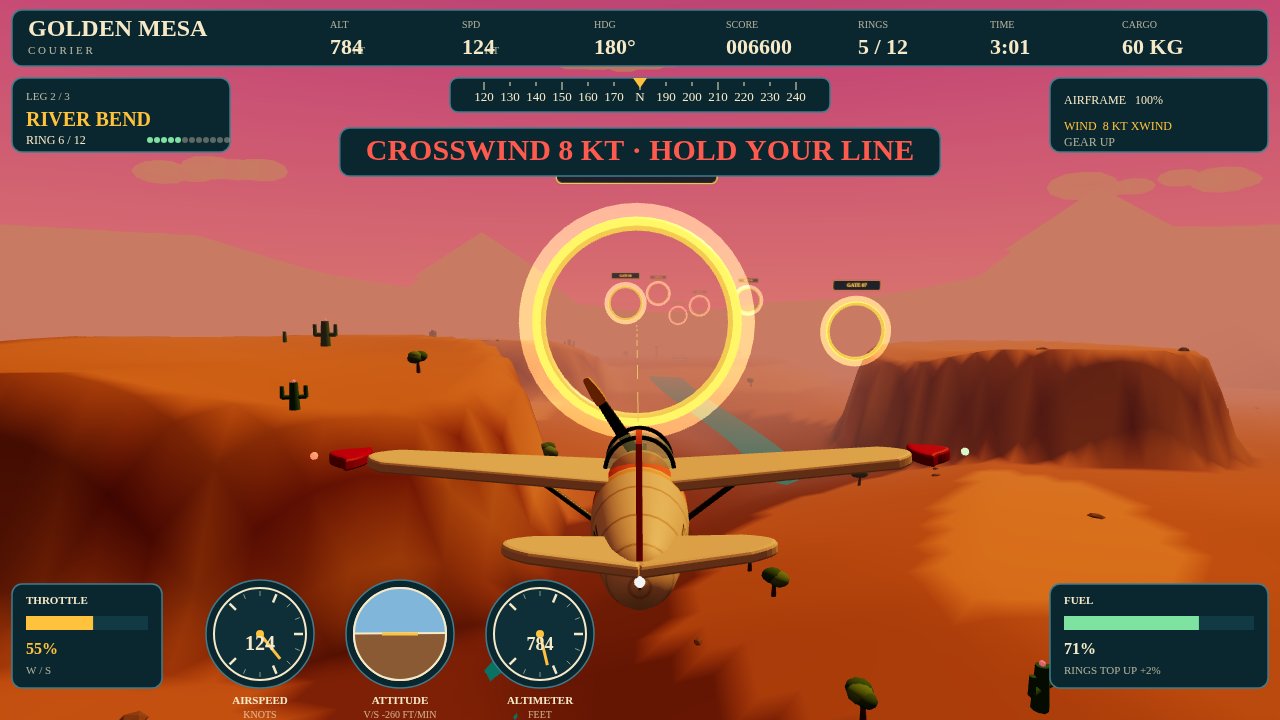 GOLDEN MESA
COURIER
ALT
784
SPD
124
HDG
180°
SCORE
006600
RINGS
5 / 12
TIME
3:01
CARGO
60 KG
LEG 2 / 3
RIVER BEND
RING 6 / 12
120 130 140 150 160 170 N 190 200 210 220 230 240
AIRFRAME 100%
WIND 8 KT XWIND
GEAR UP
CROSSWIND 8 KT · HOLD YOUR LINE
GATE 07
THROTTLE
55%
W / S
124
AIRSPEED
KNOTS
ATTITUDE
V/S -260 FT/MIN
784
ALTIMETER
FEET
FUEL
71%
RINGS TOP UP +2%